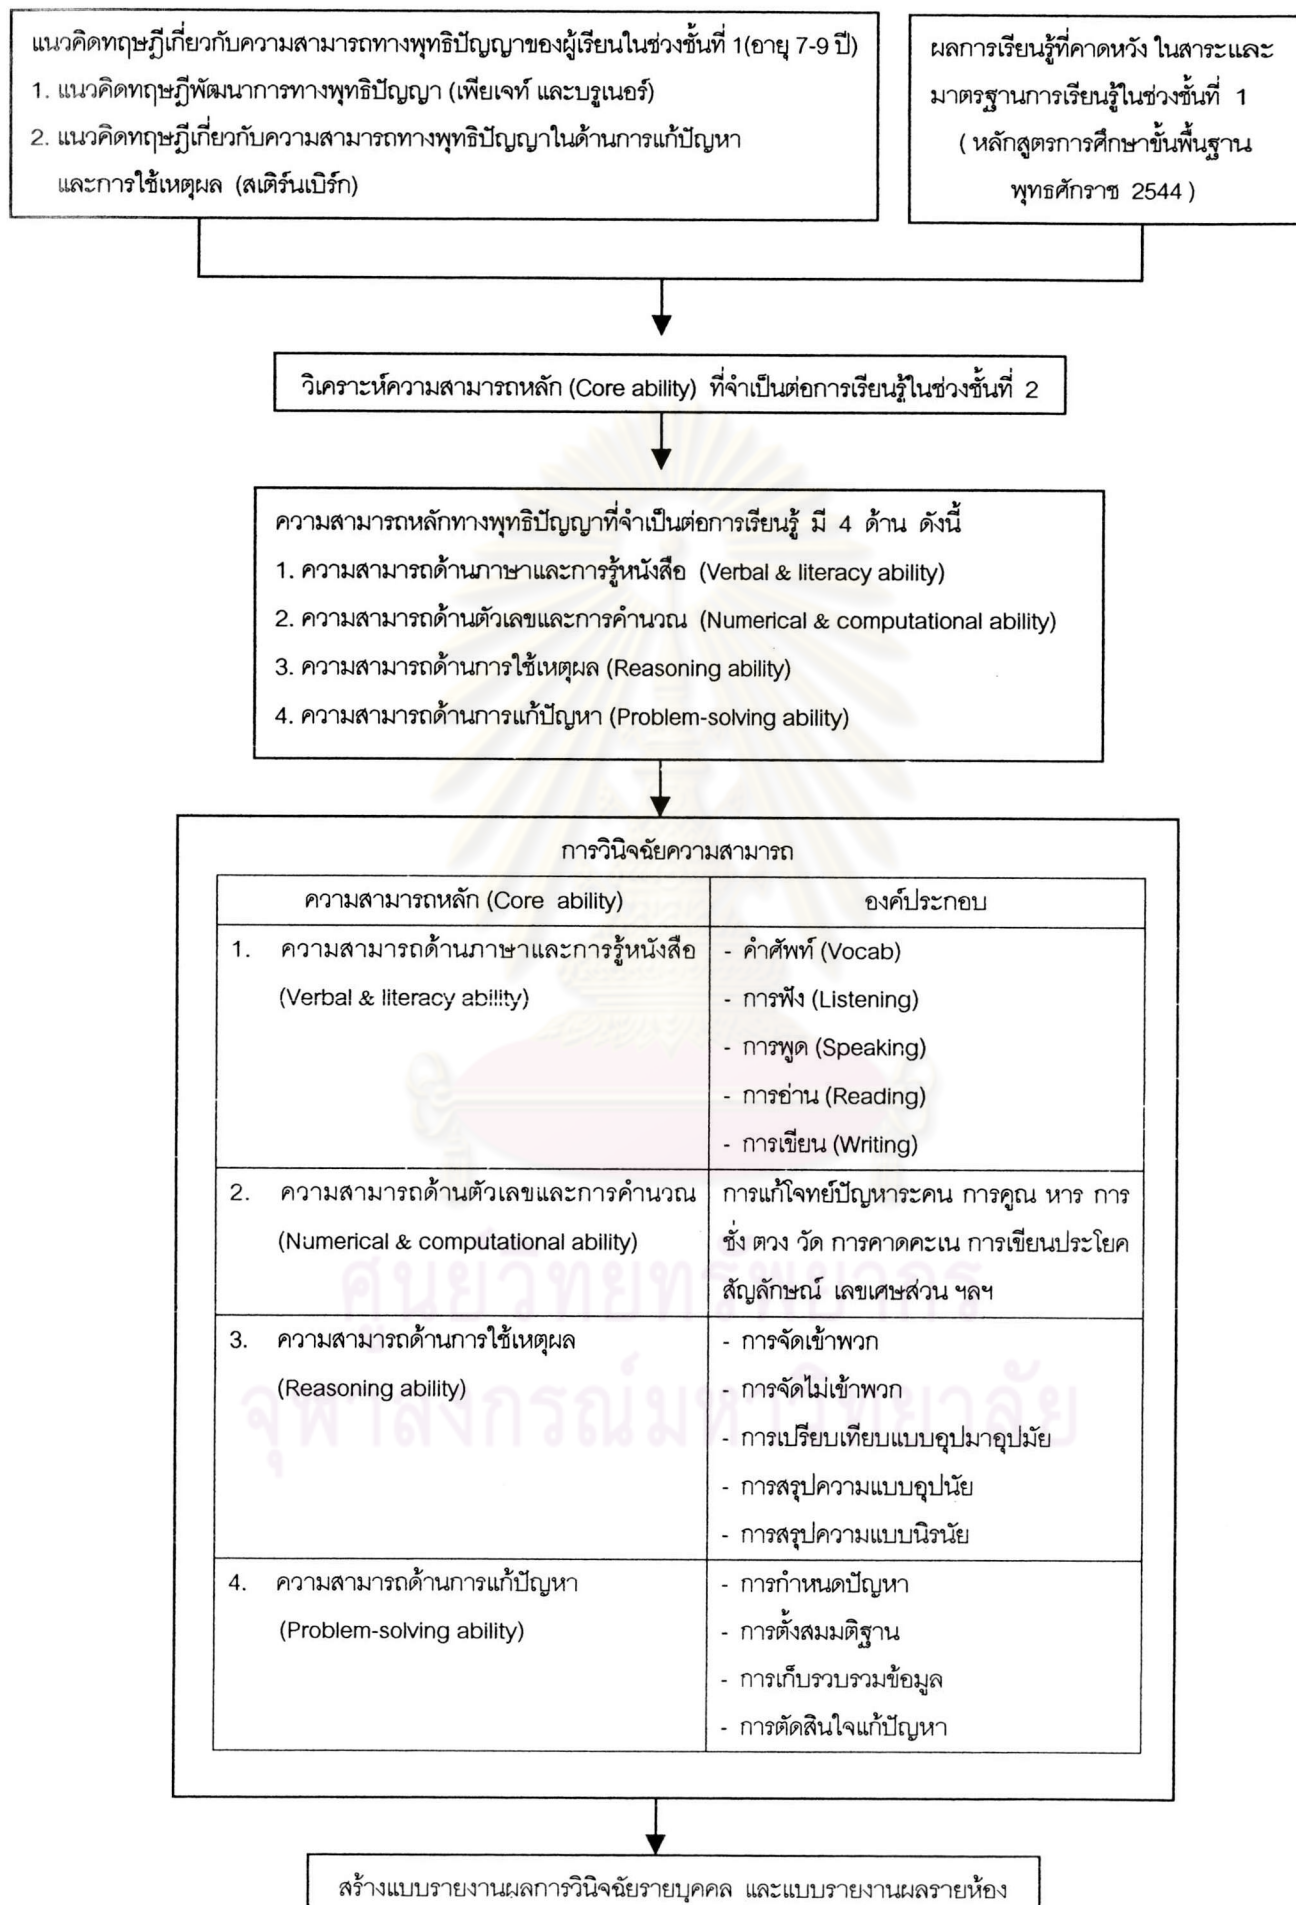 แนวคิดทฤษฎีเกี่ยวกับความสามารถทางพุทธิปัญญาของผู้เรียนในช่วงชั้นที่ 1(อายุ 7-9 ปี)
1. แนวคิดทฤษฎีพัฒนาการทางพุทธิปัญญา (เพียเจท์ และบรูเนอร์)
2. แนวคิดทฤษฎีเกี่ยวกับความสามารถทางพุทธิปัญญาในด้านการแก้ปัญหา
และการใช้เหตุผล (สเติร์นเบิร์ก)
ผลการเรียนรู้ที่คาดหวัง ในสาระและ
มาตรฐานการเรียนรู้ในช่วงชั้นที่ 1
( หลักสูตรการศึกษาขั้นพื้นฐาน
พุทธศักราช 2544 )
วิเคราะห์ความสามารถหลัก (Core ability) ที่จำเป็นต่อการเรียนรู้ในช่วงชั้นที่ 2
ความสามารถหลักทางพุทธิปัญญาที่จำเป็นต่อการเรียนรู้ มี 4 ด้าน ดังนี้
1. ความสามารถด้านภาษาและการรู้หนังสือ (Verbal & literacy ability)
2. ความสามารถด้านตัวเลขและการคำนวณ (Numerical & computational ability)
3. ความสามารถด้านการใช้เหตุผล (Reasoning ability)
4. ความสามารถด้านการแก้ปัญหา (Problem-solving ability)
การวินิจฉัยความสามารถ
ความสามารถหลัก (Core ability)
องค์ประกอบ
1. ความสามารถด้านภาษาและการรู้หนังสือ
(Verbal & literacy ability)
- คำศัพท์ (Vocab)
- การฟัง (Listening)
- การพูด (Speaking)
- การอ่าน (Reading)
- การเขียน (Writing)
2. ความสามารถด้านตัวเลขและการคำนวณ
(Numerical & computational ability)
การแก้โจทย์ปัญหาระคน การคูณ หาร การ
ชั่ง ตวง วัด การคาดคะเน การเขียนประโยค
สัญลักษณ์ เลขเศษส่วน ฯลฯ
3. ความสามารถด้านการใช้เหตุผล
(Reasoning ability)
- การจัดเข้าพวก
- การจัดไม่เข้าพวก
- การเปรียบเทียบแบบอุปมาอุปมัย
- การสรุปความแบบอุปนัย
- การสรุปความแบบนิรนัย
4. ความสามารถด้านการแก้ปัญหา
(Problem-solving ability)
- การกำหนดปัญหา
- การตั้งสมมติฐาน
- การเก็บรวบรวมข้อมูล
- การตัดสินใจแก้ปัญหา
สร้างแบบรายงานผลการวินิจฉัยรายบุคคล และแบบรายงานผลรายห้อง
ศูนย์วิทยทรัพยากร
จุฬาลงกรณ์มหาวิทยาลัย